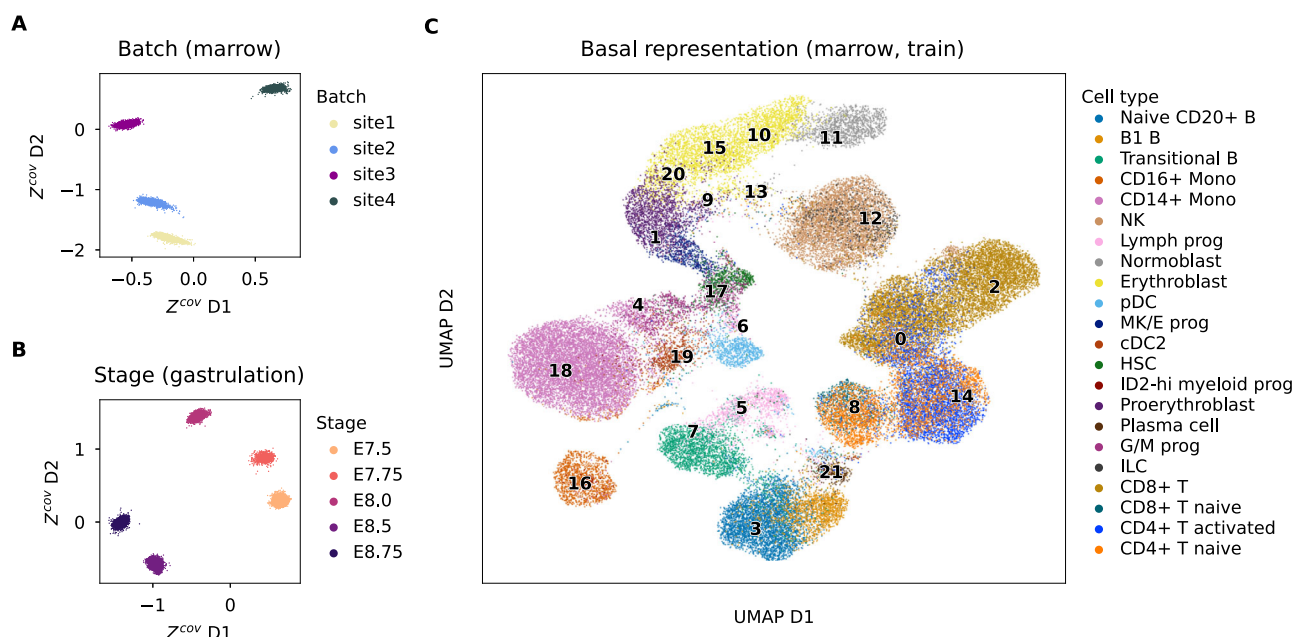 A
Batch (marrow)
0
−1
−2
Z^cov D2
−0.5
0.0
0.5
Z^cov D1
Batch
site1
site2
site3
site4
B
Stage (gastrulation)
1
0
Z^cov D2
−1
0
Z^cov D1
Stage
E7.5
E7.75
E8.0
E8.5
E8.75
C
Basal representation (marrow, train)
UMAP D2
10
11
15
20
13
9
12
1
17
2
4
6
0
19
18
14
5
8
7
21
16
3
UMAP D1
Cell type
Naive CD20+ B
B1 B
Transitional B
CD16+ Mono
CD14+ Mono
NK
Lymph prog
Normoblast
Erythroblast
pDC
MK/E prog
cDC2
HSC
ID2-hi myeloid prog
Proerythroblast
Plasma cell
G/M prog
ILC
CD8+ T
CD8+ T naive
CD4+ T activated
CD4+ T naive